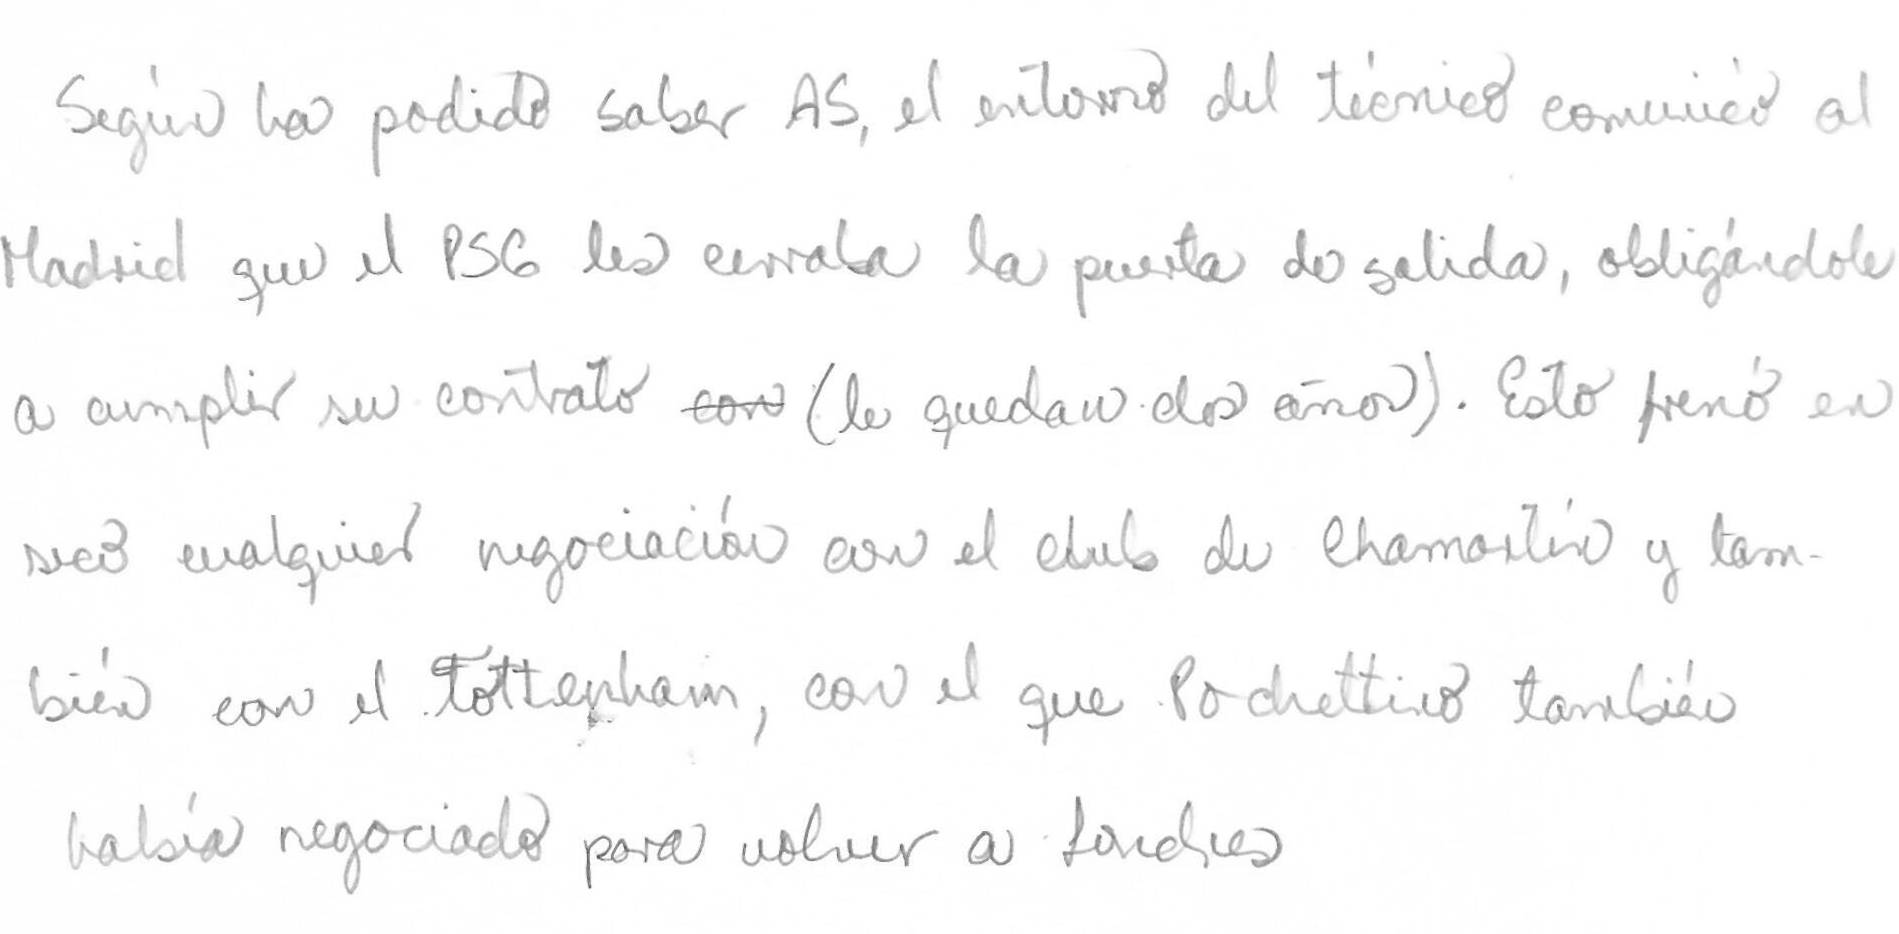 Según ha podido saber AS, el entorno del técnico comunicó al
Madrid que el PSG les cerraba la puerta de salida, obligándole
a cumplir su contrato con (le quedan dos años). Esto frenó en
seco cualquier negociación con el club de Chamartín y tam-
bién con el Tottenham, con el que Pochettino también
había negociado para volver a Londres